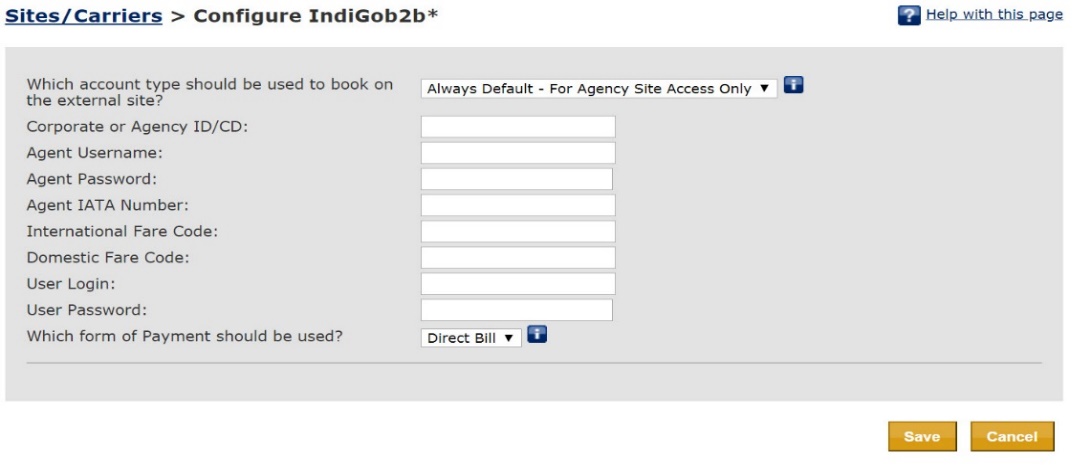 Sites/Carriers > Configure IndiGob2b*
? Help with this page
Which account type should be used to book on
the external site?
Always Default - For Agency Site Access Only ▼ i
Corporate or Agency ID/CD:
Agent Username:
Agent Password:
Agent IATA Number:
International Fare Code:
Domestic Fare Code:
User Login:
User Password:
Which form of Payment should be used?
Direct Bill ▼ i
Save
Cancel